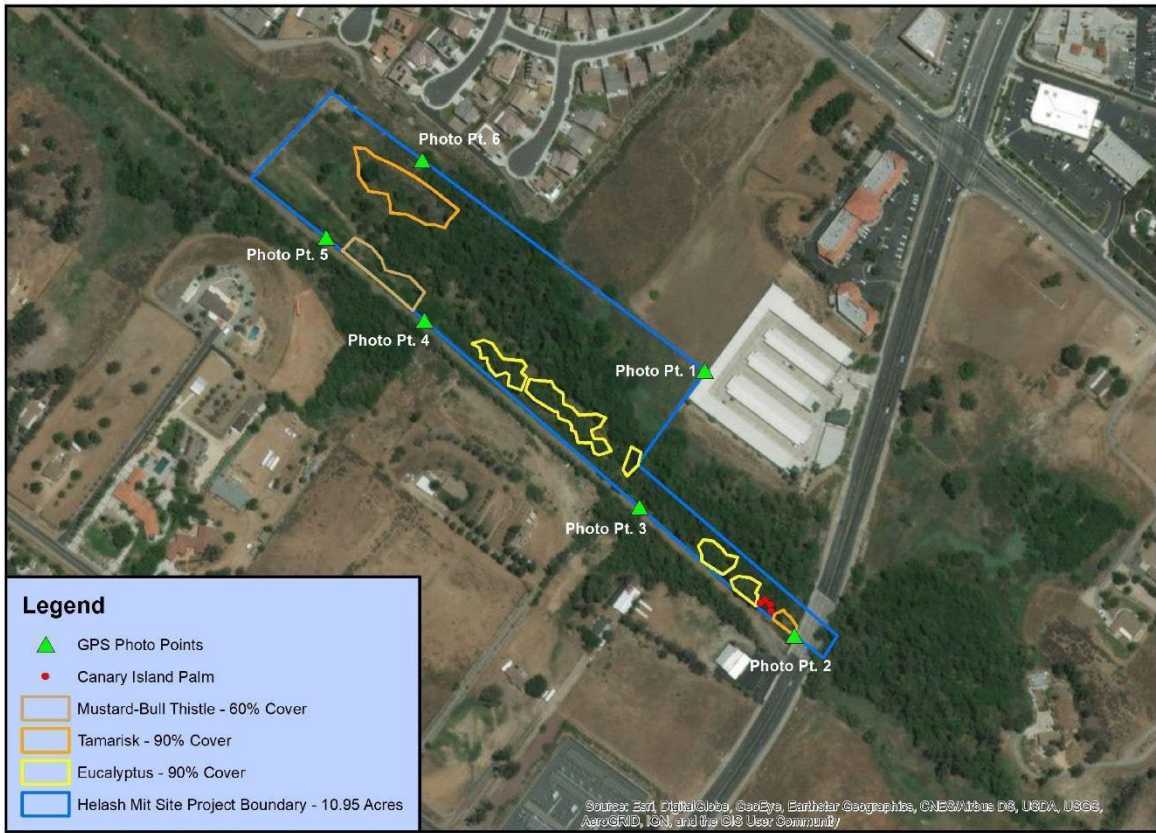 Photo Pt. 6
Photo Pt. 5
Photo Pt. 4
Photo Pt. 1
Photo Pt. 3
Photo Pt. 2
Legend
GPS Photo Points
Canary Island Palm
Mustard-Bull Thistle - 60% Cover
Tamarisk - 90% Cover
Eucalyptus - 90% Cover
Helash Mit Site Project Boundary - 10.95 Acres
Source: Esri, DigitalGlobe, GeoEye, Earthstar Geographics, CNES/Airbus DS, USDA, USGS,
AeroGRID, IGN, and the GIS User Community